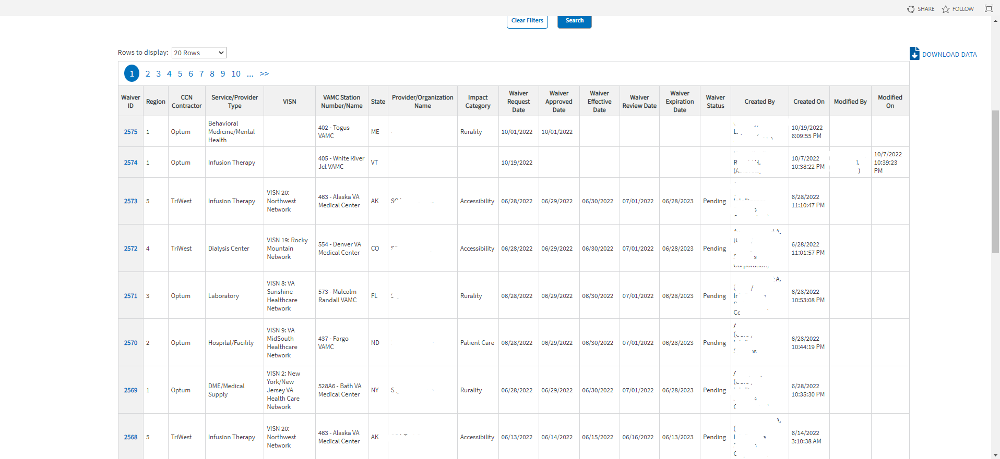 SHARE FOLLOW
Clear Filters Search
Rows to display: 20 Rows
DOWNLOAD DATA
1 2 3 4 5 6 7 8 9 10 ... >>
Waiver ID Region CCN Contractor Service/Provider Type VISN VAMC Station Number/Name State Provider/Organization Name Impact Category Waiver Request Date Waiver Approved Date Waiver Effective Date Waiver Review Date Waiver Expiration Date Waiver Status Created By Created On Modified By Modified On
2575 1 Optum Behavioral Medicine/Mental Health 402 - Togus VAMC ME Rurality 10/01/2022 10/01/2022 10/19/2022 6:09:55 PM
2574 1 Optum Infusion Therapy 405 - White River Jct VAMC VT 10/19/2022 10/7/2022 10:38:22 PM 10/7/2022 10:39:23 PM
2573 5 TriWest Infusion Therapy VISN 20: Northwest Network 463 - Alaska VA Medical Center AK Accessibility 06/28/2022 06/29/2022 06/30/2022 07/01/2022 06/28/2023 Pending 6/28/2022 11:10:47 PM
2572 4 TriWest Dialysis Center VISN 19: Rocky Mountain Network 554 - Denver VA Medical Center CO Accessibility 06/28/2022 06/29/2022 06/30/2022 07/01/2022 06/28/2023 Pending 6/28/2022 11:01:57 PM
2571 3 Optum Laboratory VISN 8: VA Sunshine Healthcare Network 573 - Malcolm Randall VAMC FL Rurality 06/28/2022 06/29/2022 06/30/2022 07/01/2022 06/28/2023 Pending 6/28/2022 10:53:08 PM
2570 2 Optum Hospital/Facility VISN 9: VA MidSouth Healthcare Network 437 - Fargo VAMC ND Patient Care 06/28/2022 06/29/2022 06/30/2022 07/01/2022 06/28/2023 Pending 6/28/2022 10:44:19 PM
2569 1 Optum DME/Medical Supply VISN 2: New York/New Jersey VA Health Care Network 528A6 - Bath VA Medical Center NY Rurality 06/28/2022 06/29/2022 06/30/2022 07/01/2022 06/28/2023 Pending 6/28/2022 10:35:30 PM
2568 5 TriWest Infusion Therapy VISN 20: Northwest Network 463 - Alaska VA Medical Center AK Accessibility 06/13/2022 06/14/2022 06/15/2022 06/16/2022 06/13/2023 Pending 6/14/2022 3:10:38 AM